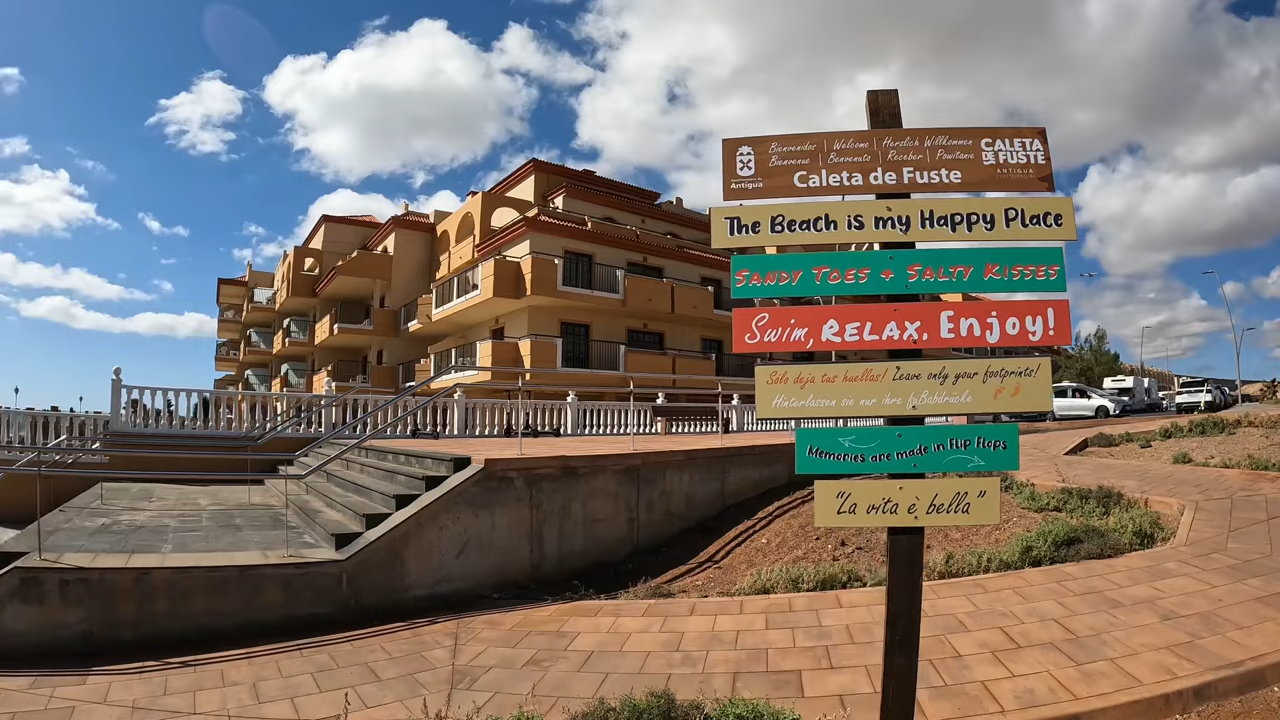 Bienvenidos | Welcome | Herzlich Willkommen
Bienvenue | Benvenuto | Receber | Powitanie
Caleta de Fuste
Antigua
CALETA
DE FUSTE
ANTIGUA
The Beach is my Happy Place
Sandy Toes & Salty Kisses
Swim, RELAX, Enjoy!
Sólo deja tus huellas! Leave only your footprints!
Hinterlassen sie nur ihre fußabdrücke
Memories are made in Flip Flops
"La vita è bella"